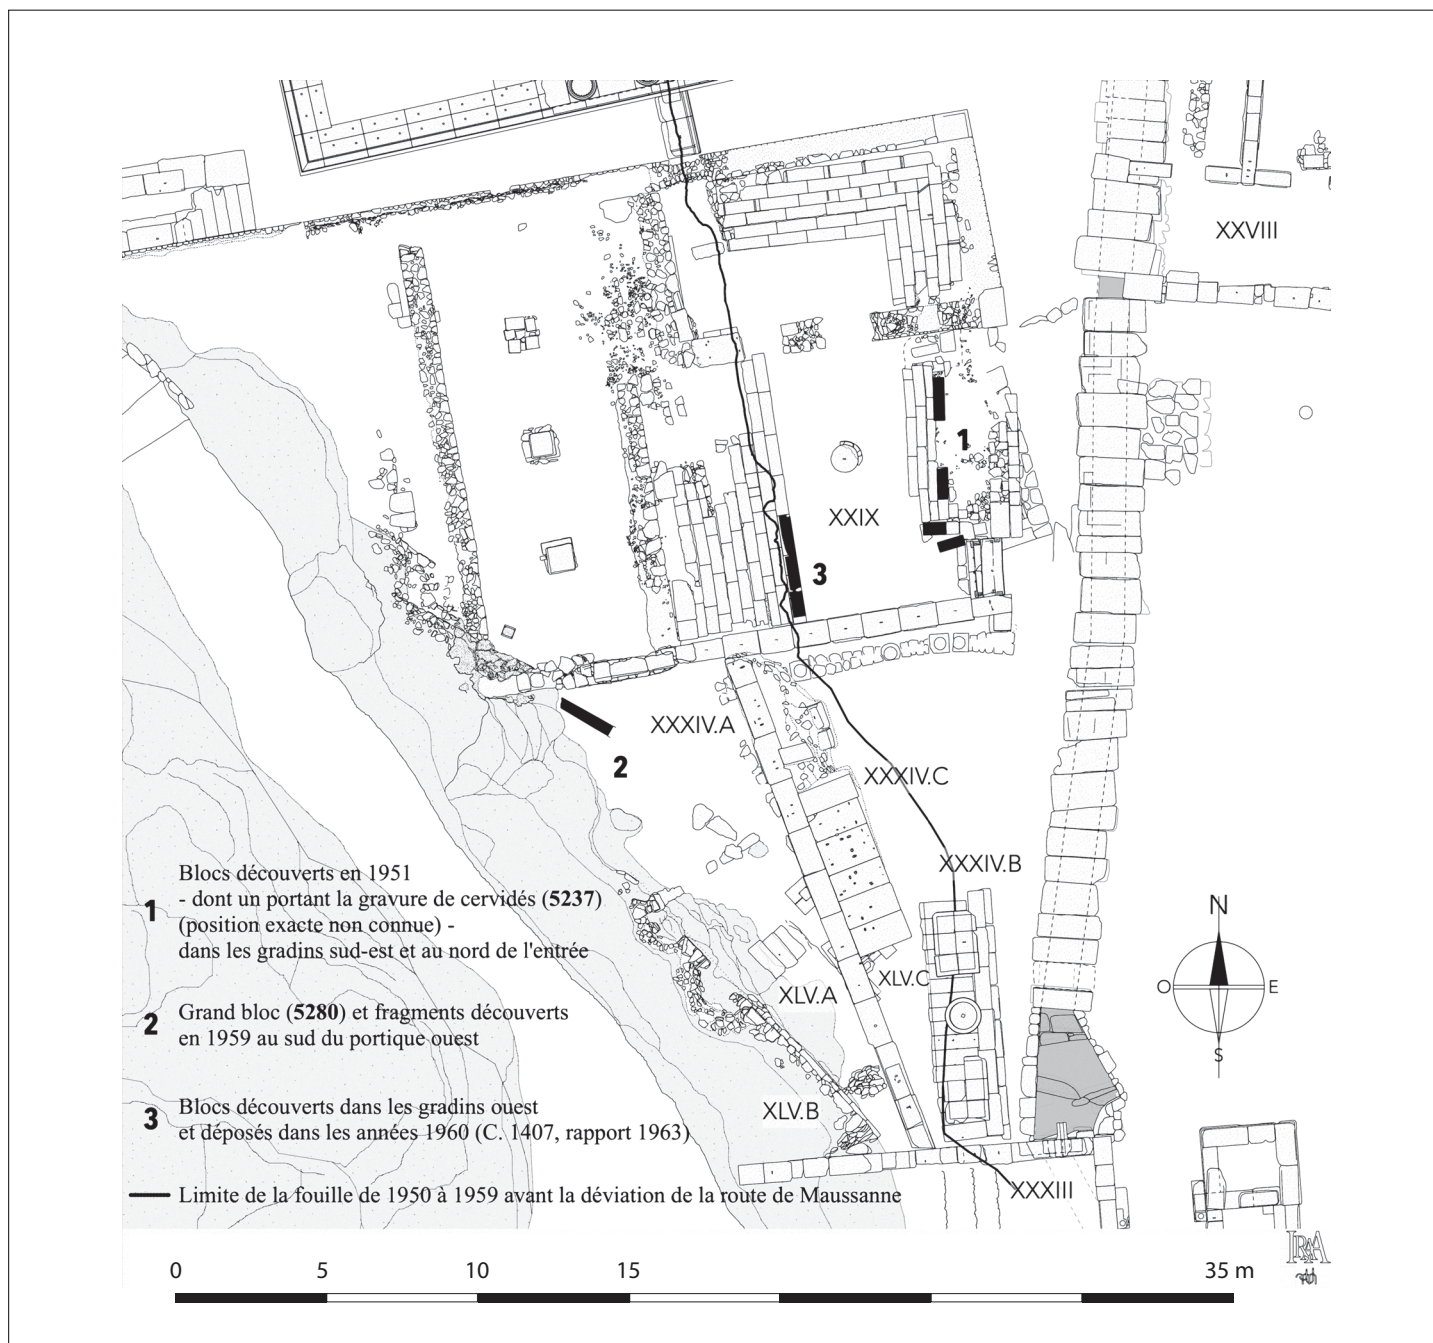 XXVIII
1
XXIX
3
XXXIV.A
2
XXXIV.C
XXXIV.B
Blocs découverts en 1951
- dont un portant la gravure de cervidés (5237)
1
(position exacte non connue) -
dans les gradins sud-est et au nord de l'entrée
N
O
E
S
XLV.C
XLV.A
2
Grand bloc (5280) et fragments découverts
en 1959 au sud du portique ouest
XLV.B
3
Blocs découverts dans les gradins ouest
et déposés dans les années 1960 (C. 1407, rapport 1963)
Limite de la fouille de 1950 à 1959 avant la déviation de la route de Maussanne
XXXIII
IRAA
0 5 10 15 35 m